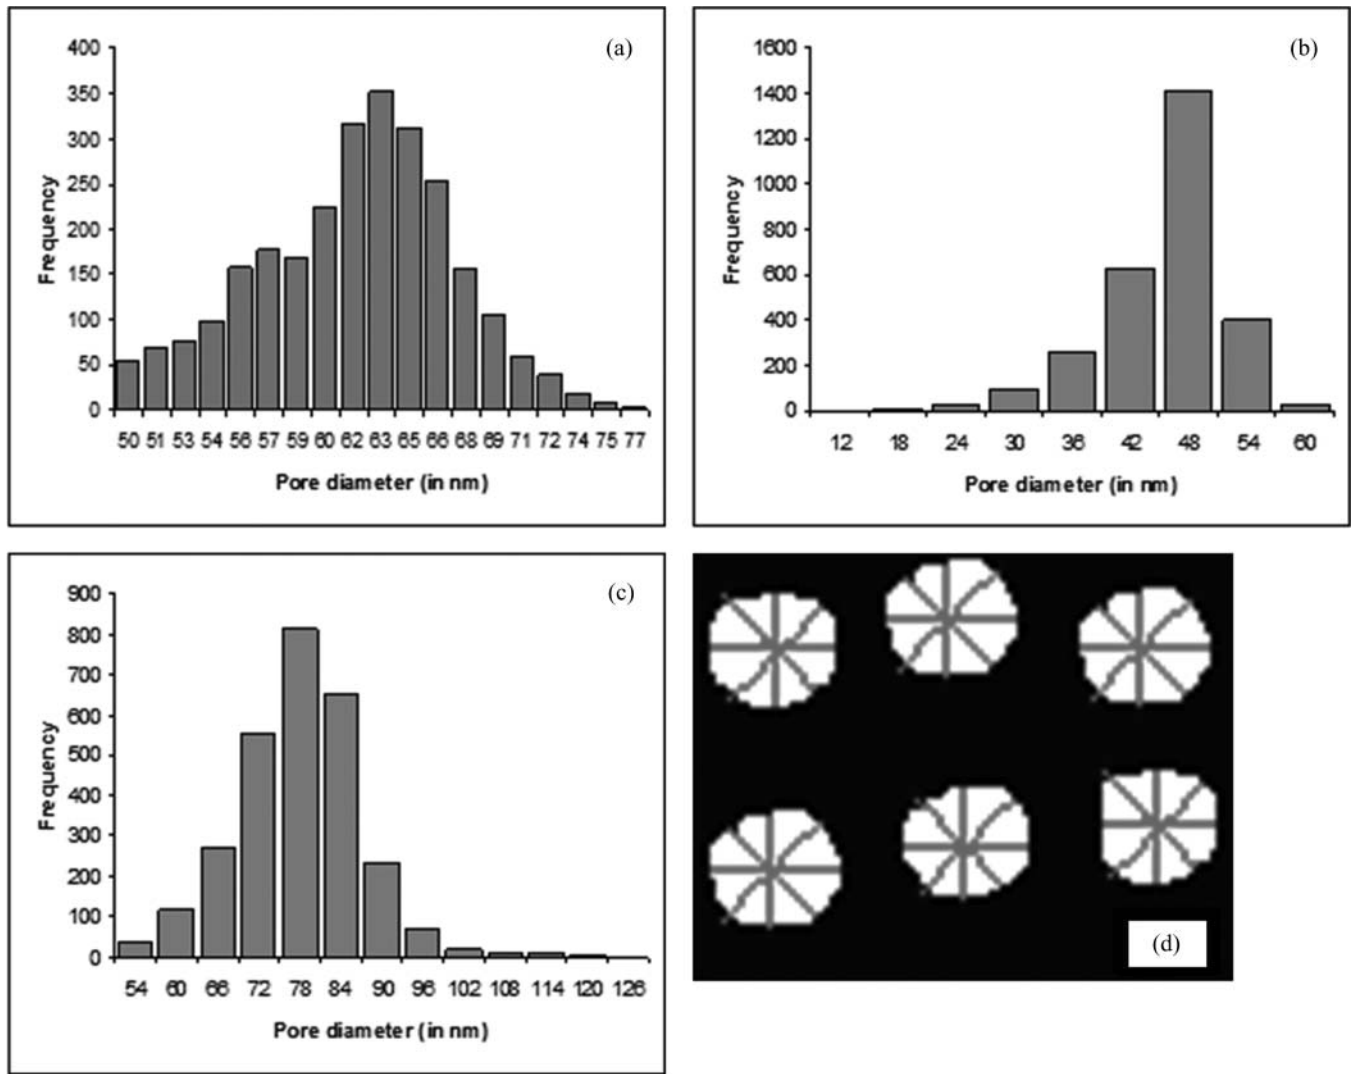 (a)
400
350
300
250
200
150
100
50
0
Frequency
50 51 53 54 56 57 59 60 62 63 65 66 68 69 71 72 74 75 77
Pore diameter (in nm)
(b)
1600
1400
1200
1000
800
600
400
200
0
Frequency
12 18 24 30 36 42 48 54 60
Pore diameter (in nm)
(c)
900
800
700
600
500
400
300
200
100
0
Frequency
54 60 66 72 78 84 90 96 102 108 114 120 126
Pore diameter (in nm)
(d)